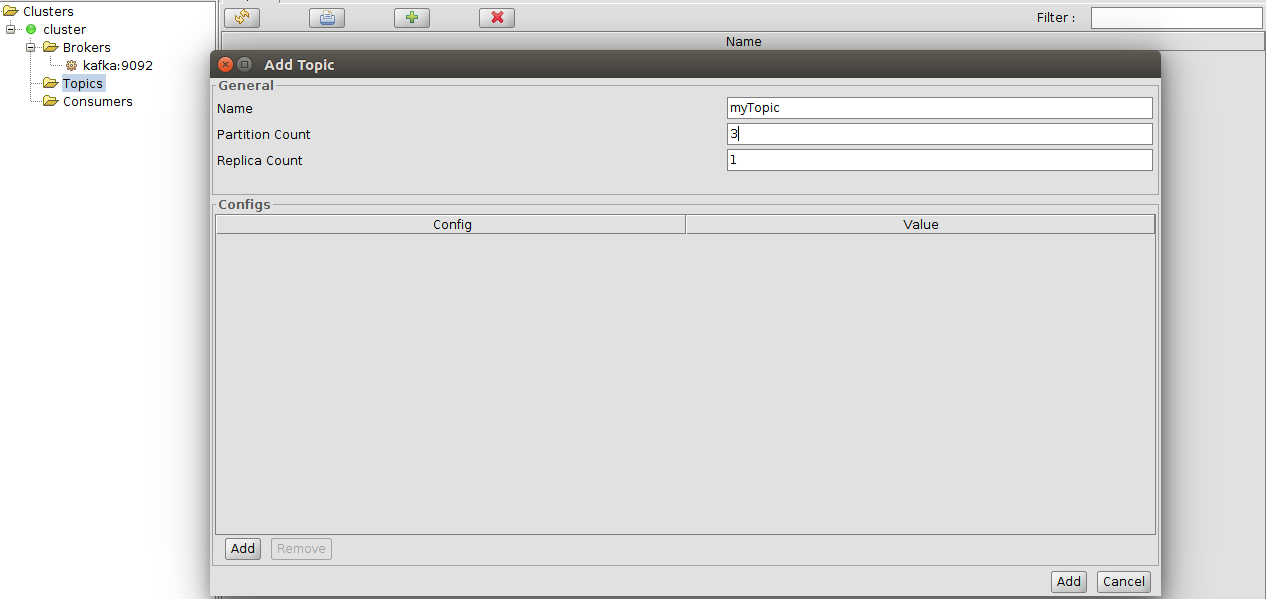 Clusters
cluster
Brokers
kafka:9092
Topics
Consumers
Filter :
Name
Add Topic
General
Name
myTopic
Partition Count
3
Replica Count
1
Configs
Config Value
Add Remove
Add Cancel